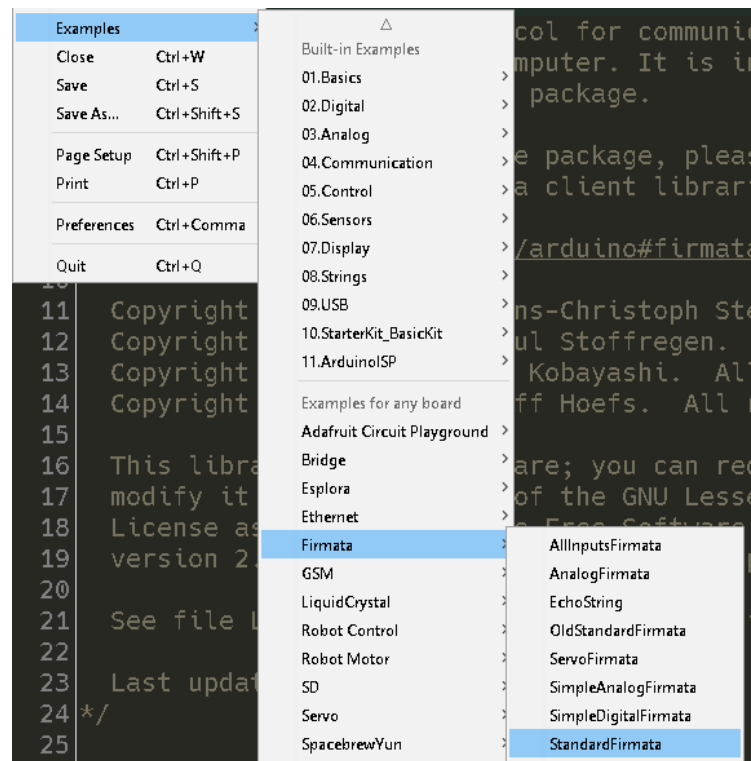 Examples
Close Ctrl+W
Save Ctrl+S
Save As... Ctrl+Shift+S
Page Setup Ctrl+Shift+P
Print Ctrl+P
Preferences Ctrl+Comma
Quit Ctrl+Q
Built-in Examples
01.Basics
02.Digital
03.Analog
04.Communication
05.Control
06.Sensors
07.Display
08.Strings
09.USB
10.StarterKit_BasicKit
11.ArduinoISP
Examples for any board
Adafruit Circuit Playground
Bridge
Esplora
Ethernet
Firmata
GSM
LiquidCrystal
Robot Control
Robot Motor
SD
Servo
SpacebrewYun
AllInputsFirmata
AnalogFirmata
EchoString
OldStandardFirmata
ServoFirmata
SimpleAnalogFirmata
SimpleDigitalFirmata
StandardFirmata
col for communi
mputer. It is i
package.
e package, plea
a client librar
/arduino#firmata
11 Copyright ns-Christoph Ste
12 Copyright ul Stoffregen.
13 Copyright Kobayashi. All
14 Copyright ff Hoefs. All
15
16 This libra are; you can red
17 modify it of the GNU Less
18 License as Free Software
19 version 2.
20
21 See file
22
23 Last updat
24 */
25